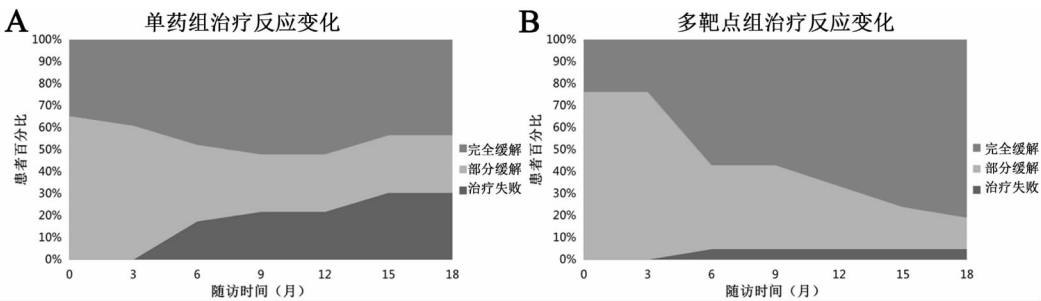 A
单药组治疗反应变化
100%
90%
80%
70%
60%
50%
40%
30%
20%
10%
0%
患者百分比
0 3 6 9 12 15 18
随访时间（月）
完全缓解
部分缓解
治疗失败
B
多靶点组治疗反应变化
100%
90%
80%
70%
60%
50%
40%
30%
20%
10%
0%
患者百分比
0 3 6 9 12 15 18
随访时间（月）
完全缓解
部分缓解
治疗失败